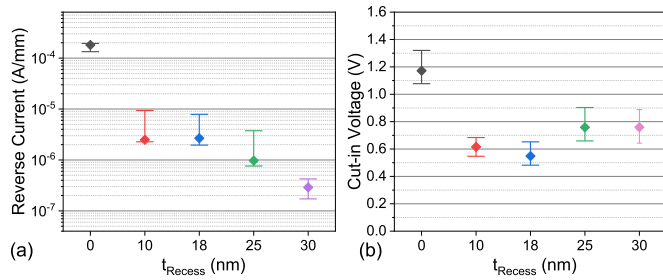 Reverse Current (A/mm)
10⁻⁴
10⁻⁵
10⁻⁶
10⁻⁷
0 10 18 25 30
t_Recess (nm)
(a)
Cut-in Voltage (V)
1.6
1.4
1.2
1.0
0.8
0.6
0.4
0.2
0.0
0 10 18 25 30
t_Recess (nm)
(b)